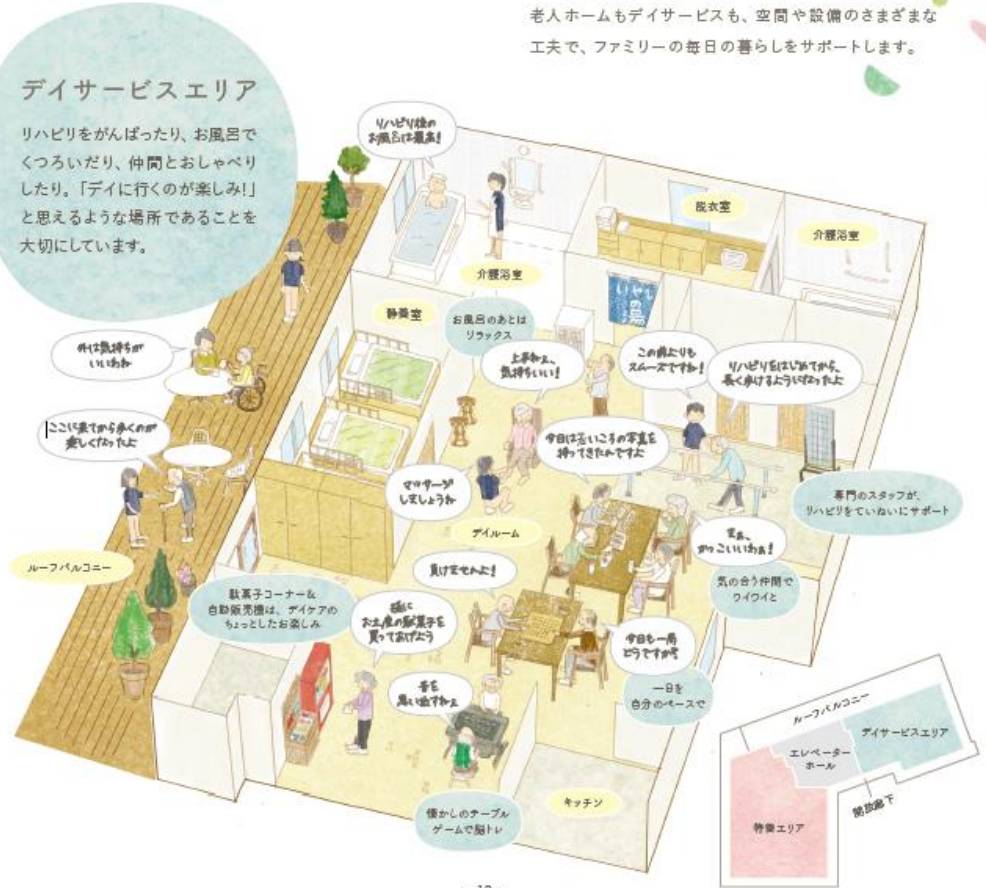 老人ホームもデイサービスも、空間や設備のさまざまな
工夫で、ファミリーの毎日の暮らしをサポートします。
デイサービスエリア
リハビリをがんばったり、お風呂で
くつろいだり、仲間とおしゃべり
したり。「デイに行くのが楽しみ!」
と思えるような場所であることを
大切にしています。
リハビリ後の
お風呂は最高!
脱衣室
介護浴室
介護浴室
静養室
お風呂のあとは
リラックス
外は気持ちが
いいわね
上手ねぇ、
気持ちいい!
この前よりも
スムーズですね!
リハビリをはじめてから、
長く歩けるようになったよ
ここに来てから歩くのが
楽しくなったよ
今日は若いころの写真を
持ってきたんですよ
マッサージ
しましょうね
専門のスタッフが、
リハビリをていねいにサポート
デイルーム
まぁ、
かっこいいわぁ!
ルーフバルコニー
負けませんよ!
気の合う仲間で
ワイワイと
駄菓子コーナー&
自動販売機は、デイケアの
ちょっとしたお楽しみ
孫に
お土産の駄菓子を
買ってあげよう
今日も一局
どうですか?
昔を
思い出すねぇ
一日を
自分のペースで
懐かしのテーブル
ゲームで脳トレ
キッチン
ルーフバルコニー
デイサービスエリア
エレベーター
ホール
開放廊下
特養エリア